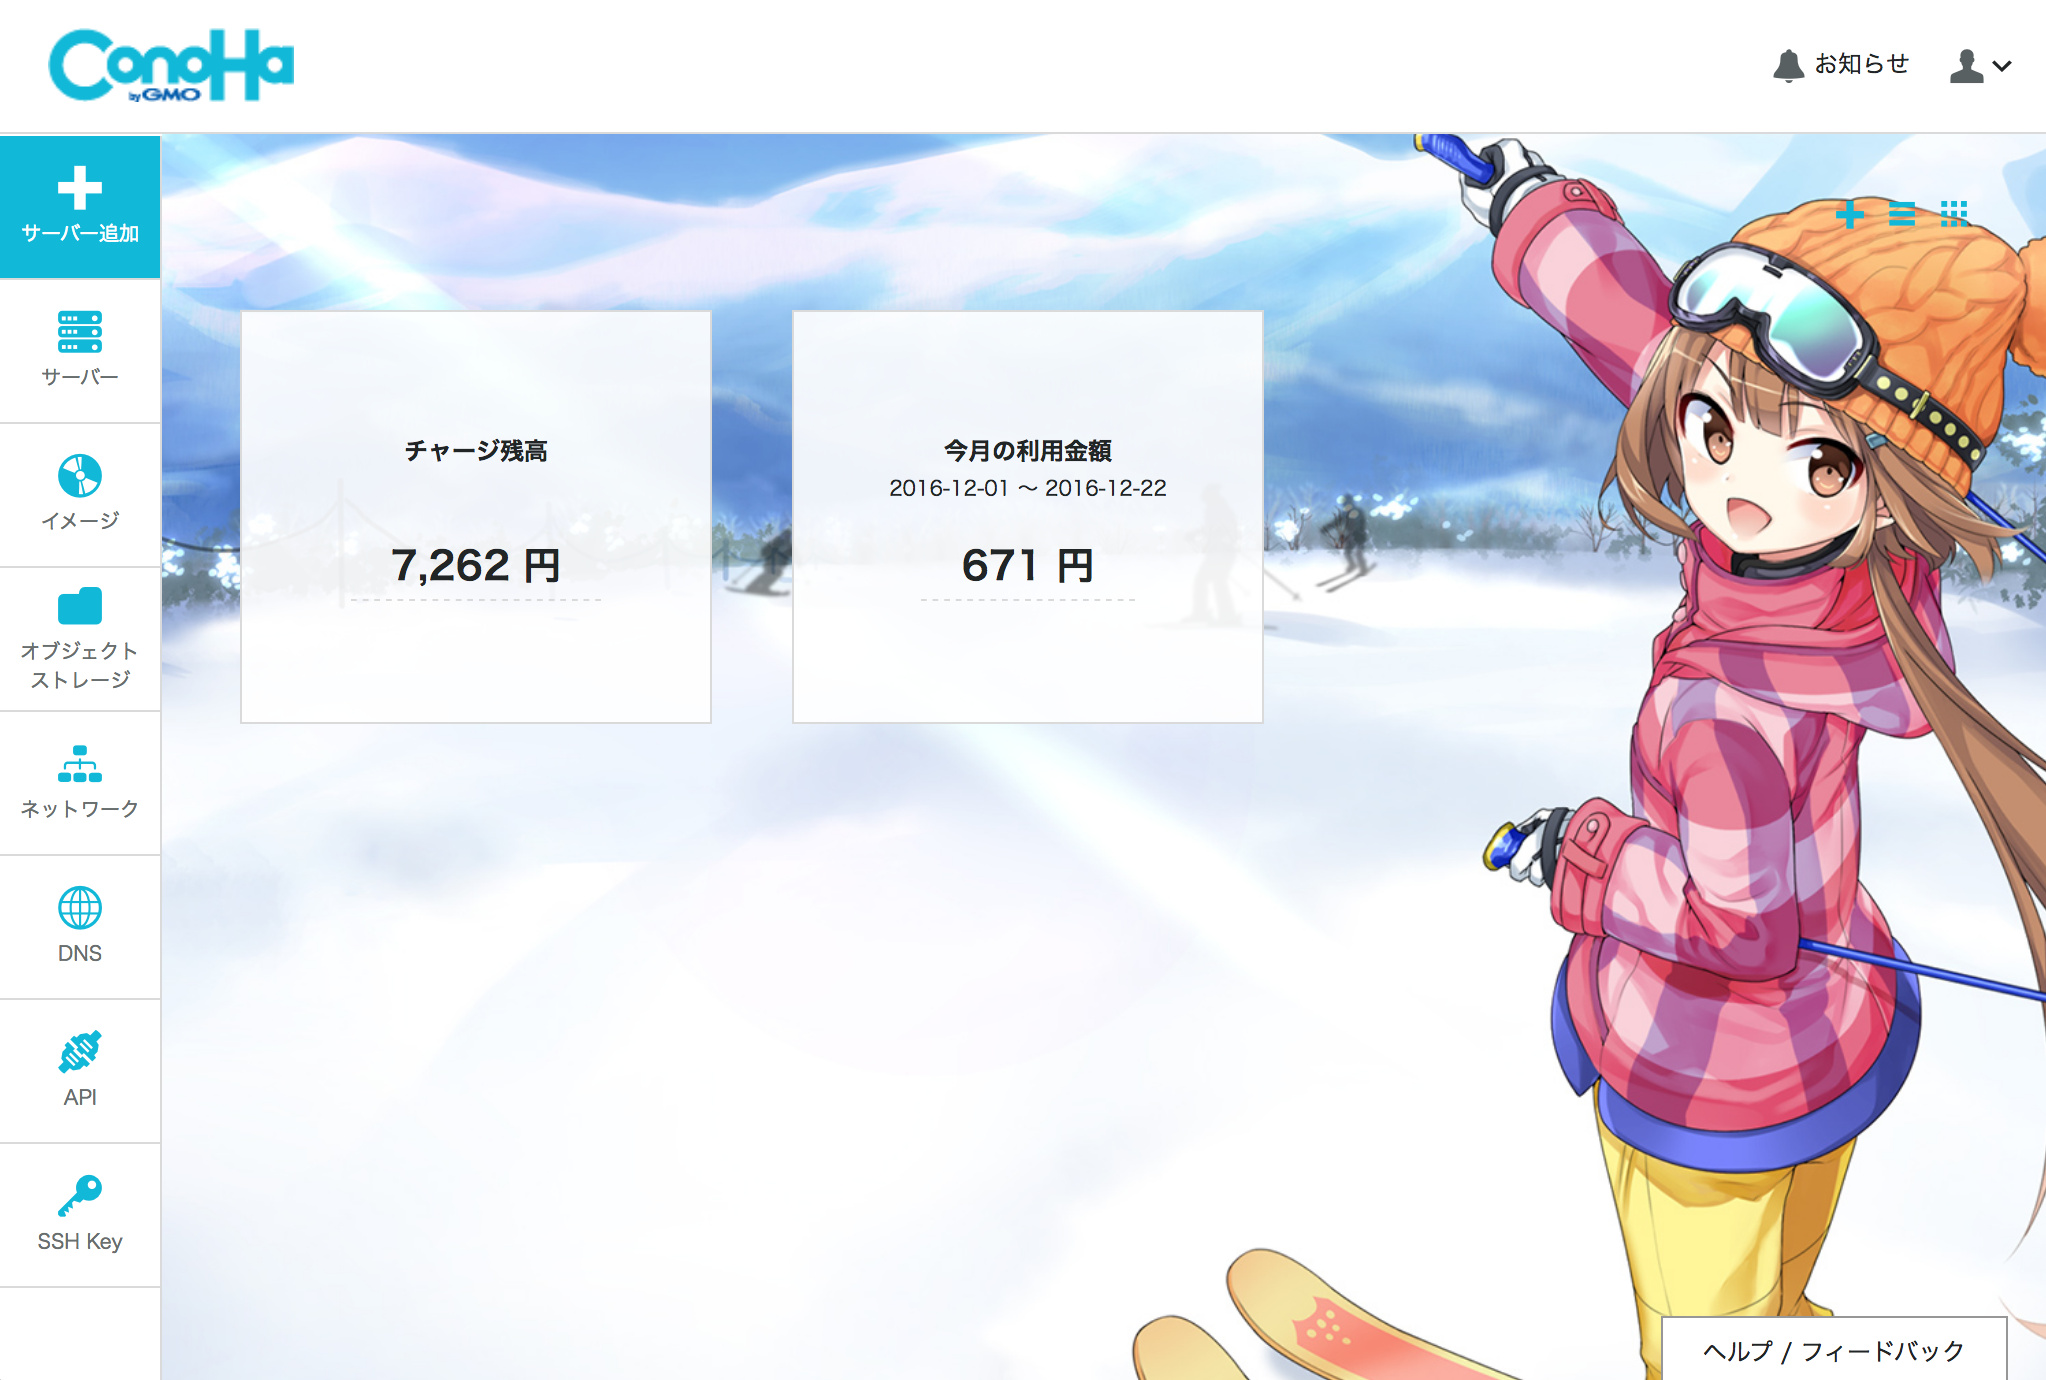 ConoHa
by GMO
お知らせ
サーバー追加
サーバー
イメージ
オブジェクト
ストレージ
ネットワーク
DNS
API
SSH Key
チャージ残高
7,262 円
今月の利用金額
2016-12-01 ～ 2016-12-22
671 円
ヘルプ / フィードバック